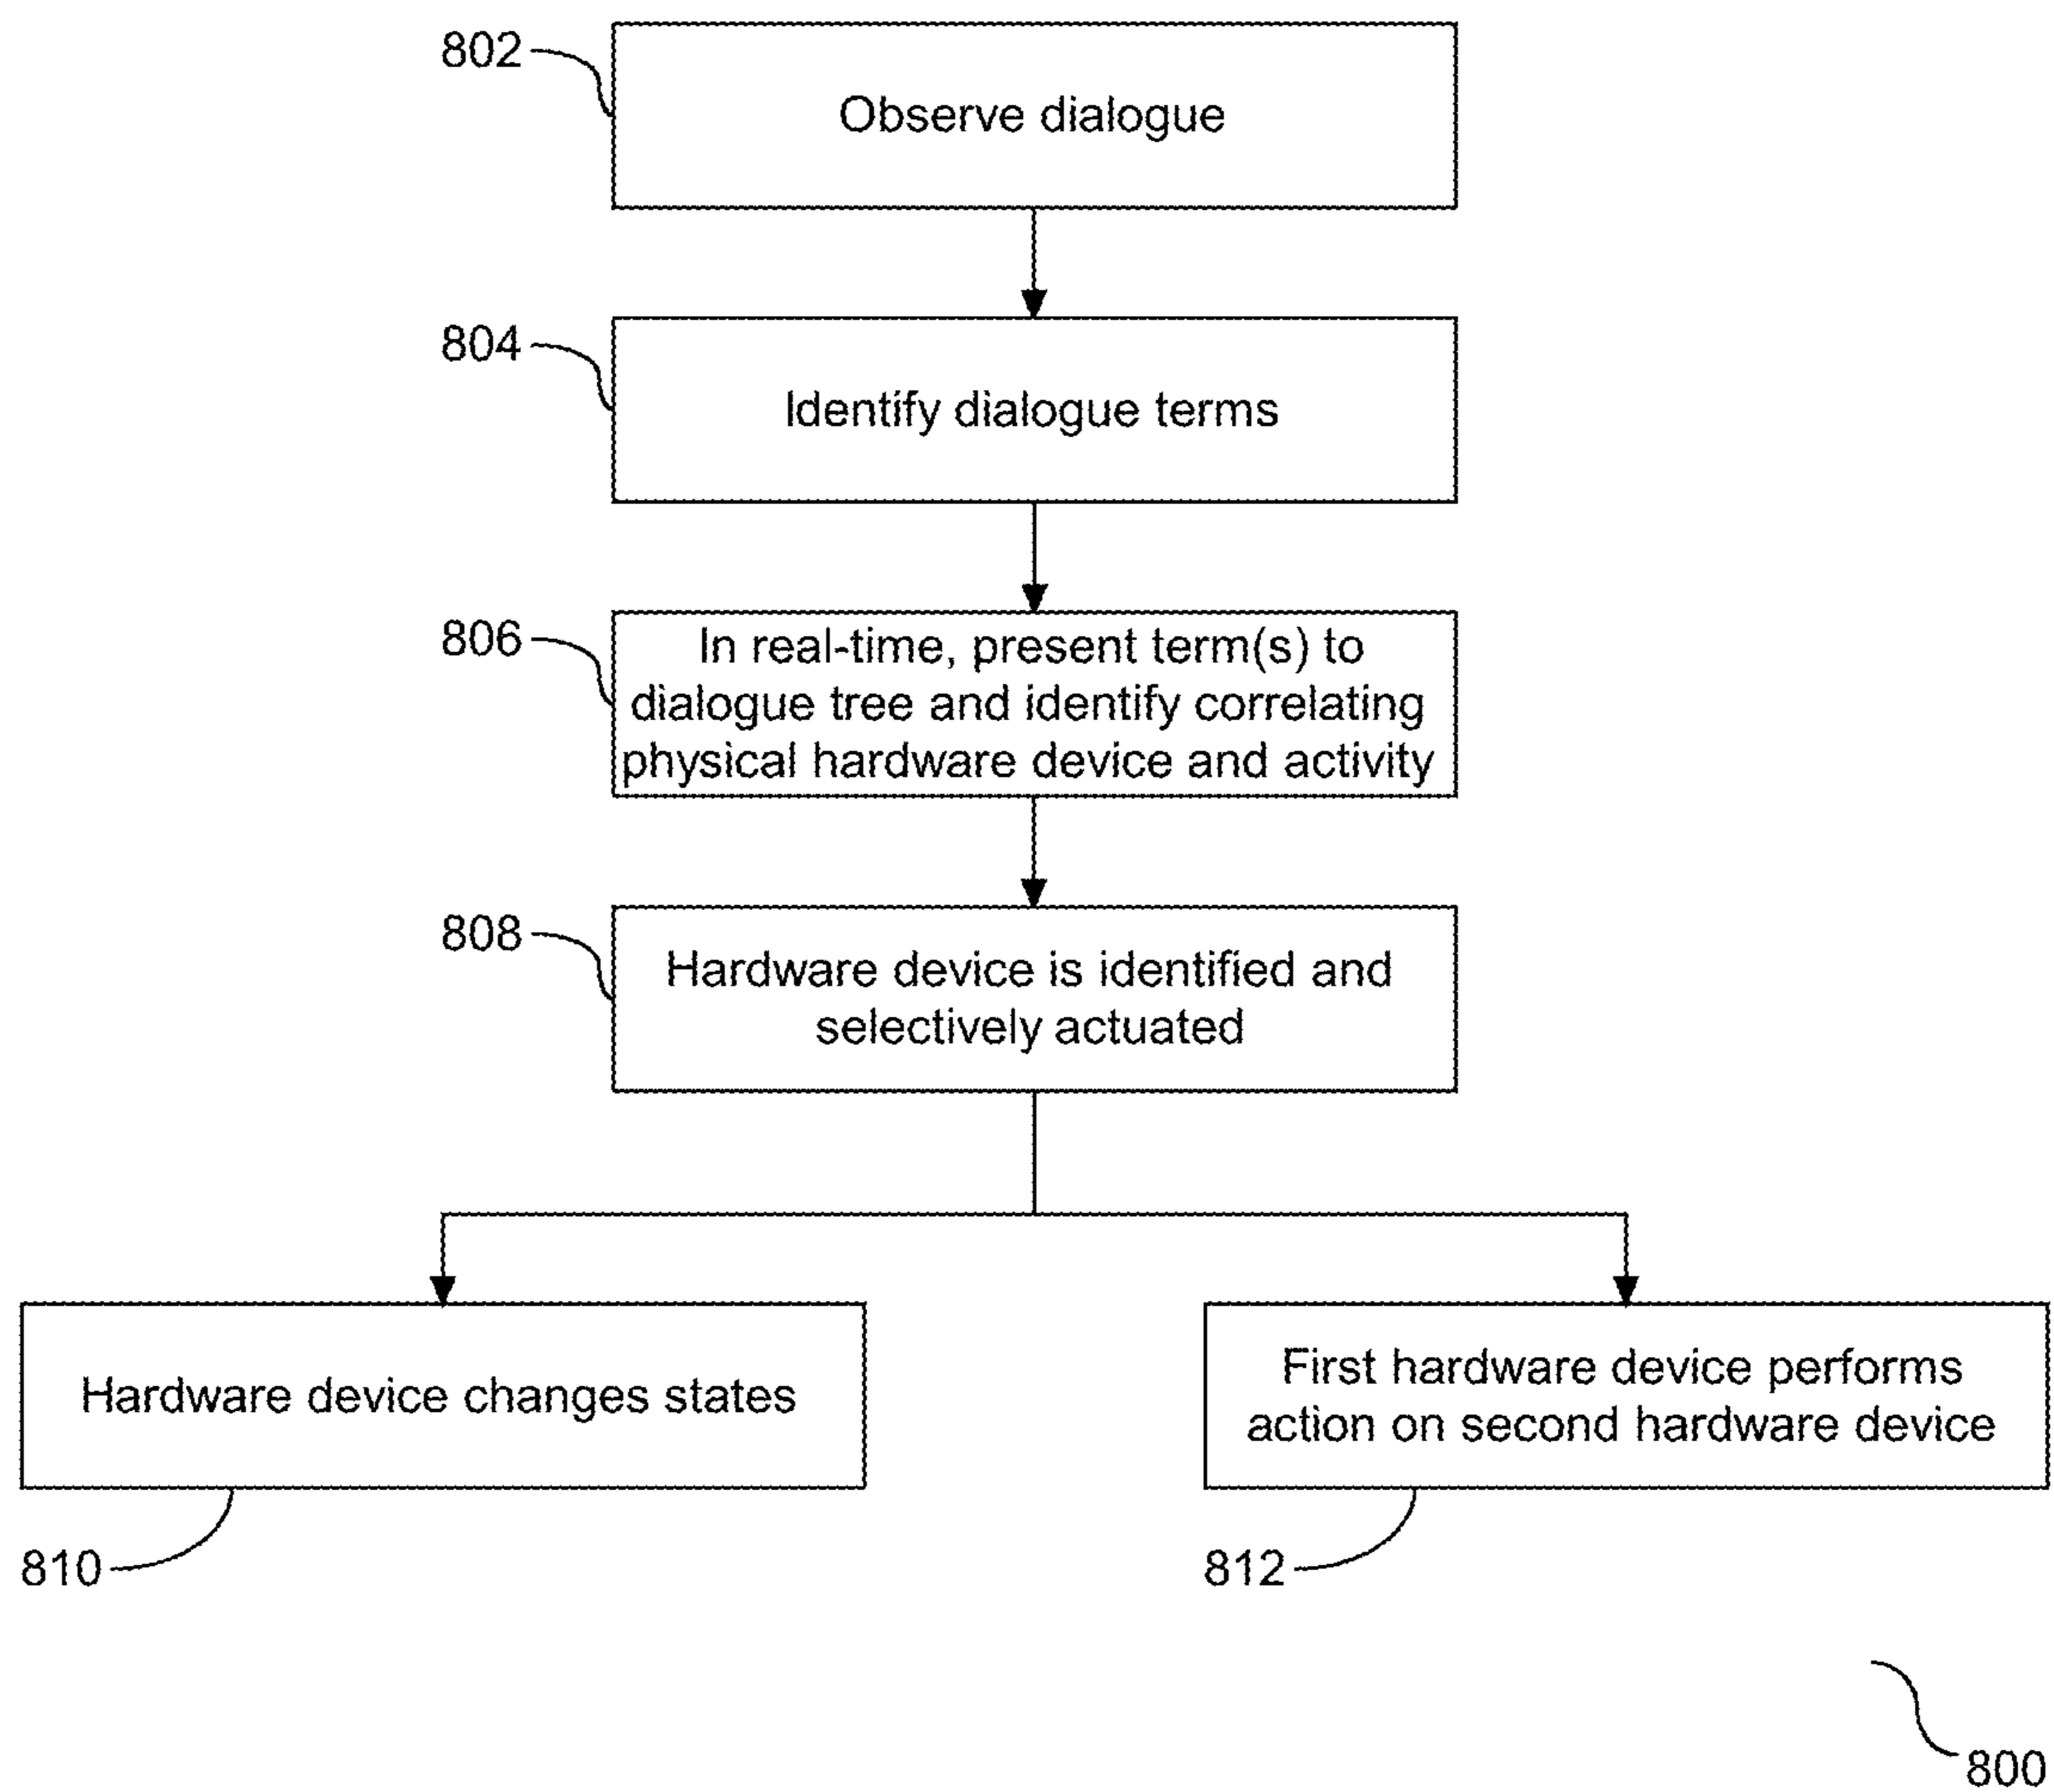 802
Observe dialogue
804
Identify dialogue terms
806
In real-time, present term(s) to
dialogue tree and identify correlating
physical hardware device and activity
808
Hardware device is identified and
selectively actuated
Hardware device changes states
First hardware device performs
action on second hardware device
810
812
800